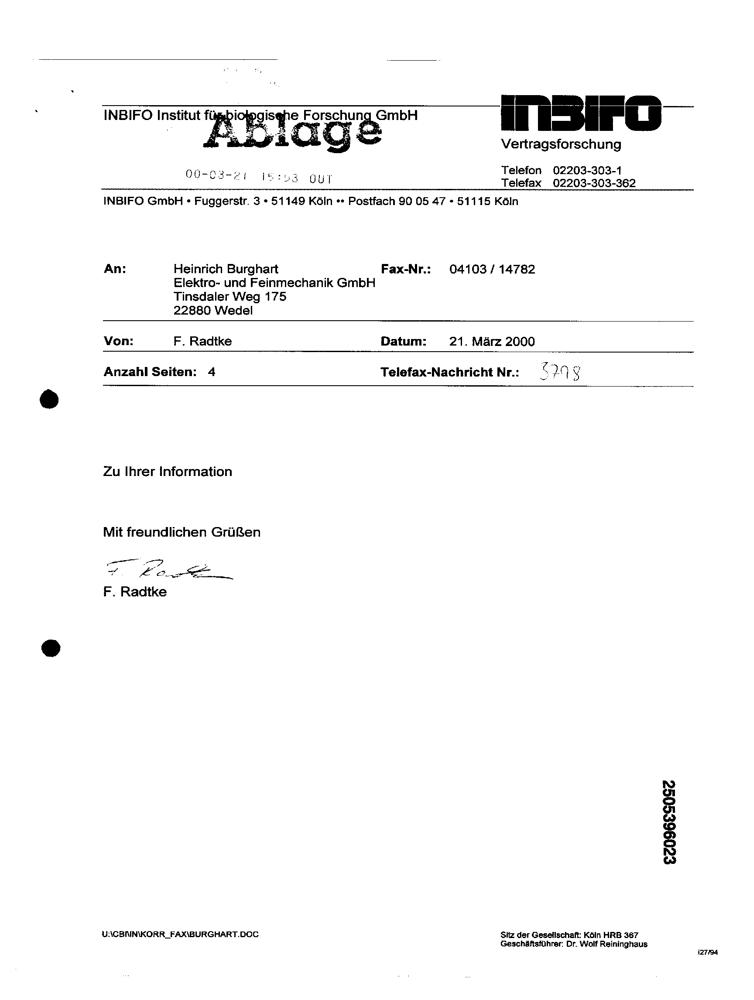 INBIFO Institut für biologische Forschung GmbH
Ablage
INBIFO
Vertragsforschung
00-03-21 15:53 OUT
Telefon 02203-303-1
Telefax 02203-303-362
INBIFO GmbH • Fuggerstr. 3 • 51149 Köln •• Postfach 90 05 47 • 51115 Köln
An: Heinrich Burghart Fax-Nr.: 04103 / 14782
Elektro- und Feinmechanik GmbH
Tinsdaler Weg 175
22880 Wedel
Von: F. Radtke Datum: 21. März 2000
Anzahl Seiten: 4 Telefax-Nachricht Nr.: 3798
Zu Ihrer Information
Mit freundlichen Grüßen
F. Radtke
F. Radtke
2505396023
U:\CBI\IN\KORR_FAX\BURGHART.DOC
Sitz der Gesellschaft: Köln HRB 367
Geschäftsführer: Dr. Wolf Reininghaus
i27/94